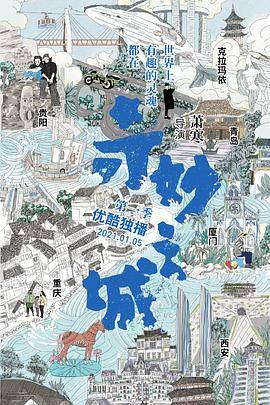 世界上
有趣的灵魂
都在
奇妙之城
萧寒
导演
第一季
优酷独播
2021.01.05
克拉玛依
贵阳
青岛
厦门
重庆
西安